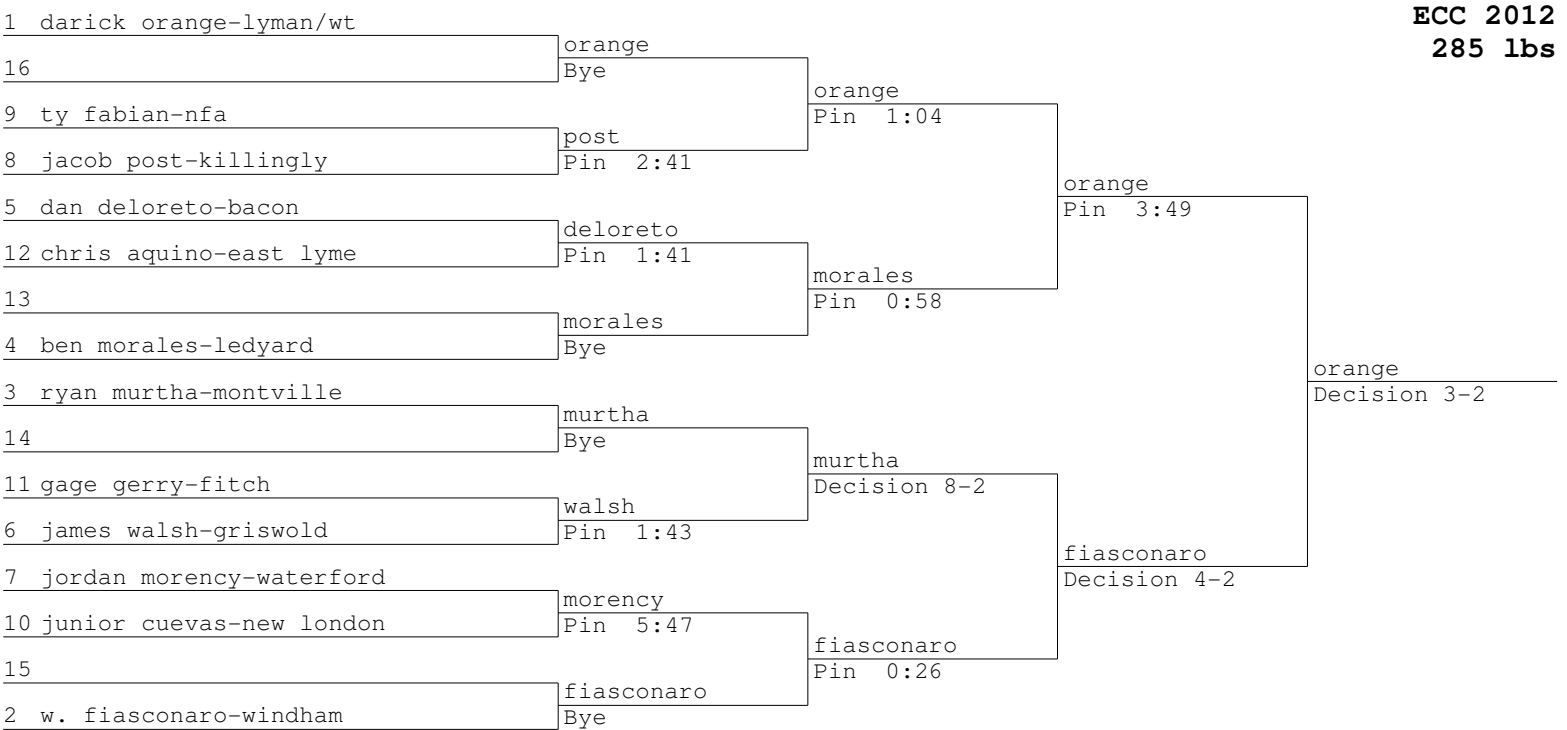 ECC 2012
285 lbs
1 darick orange-lyman/wt
orange
16
Bye
orange
9 ty fabian-nfa
Pin 1:04
post
8 jacob post-killingly
Pin 2:41
orange
5 dan deloreto-bacon
Pin 3:49
deloreto
12 chris aquino-east lyme
Pin 1:41
morales
13
Pin 0:58
morales
4 ben morales-ledyard
Bye
orange
3 ryan murtha-montville
Decision 3-2
murtha
14
Bye
murtha
11 gage gerry-fitch
Decision 8-2
walsh
6 james walsh-griswold
Pin 1:43
fiasconaro
7 jordan morency-waterford
Decision 4-2
morency
10 junior cuevas-new london
Pin 5:47
fiasconaro
15
Pin 0:26
fiasconaro
2 w. fiasconaro-windham
Bye